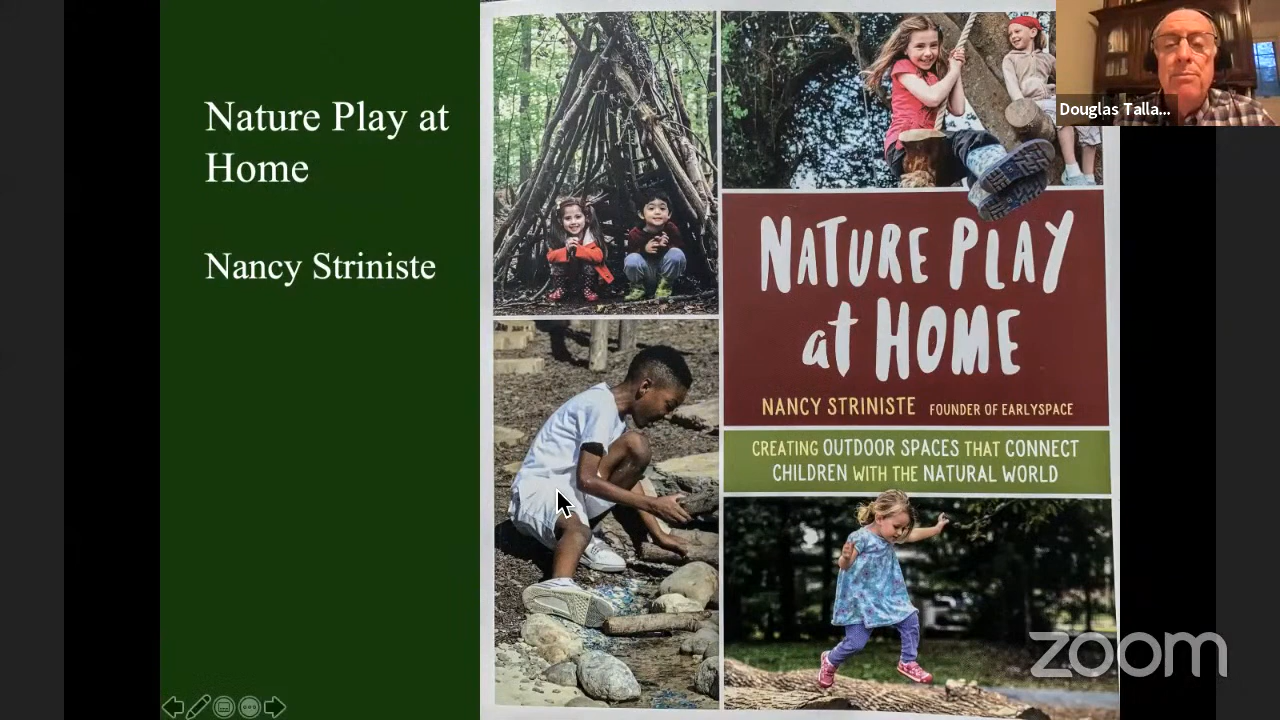 Nature Play at
Home
Nancy Striniste
NATURE PLAY
at HOME
NANCY STRINISTE FOUNDER OF EARLYSPACE
CREATING OUTDOOR SPACES THAT CONNECT
CHILDREN WITH THE NATURAL WORLD
Douglas Talla...
zoom